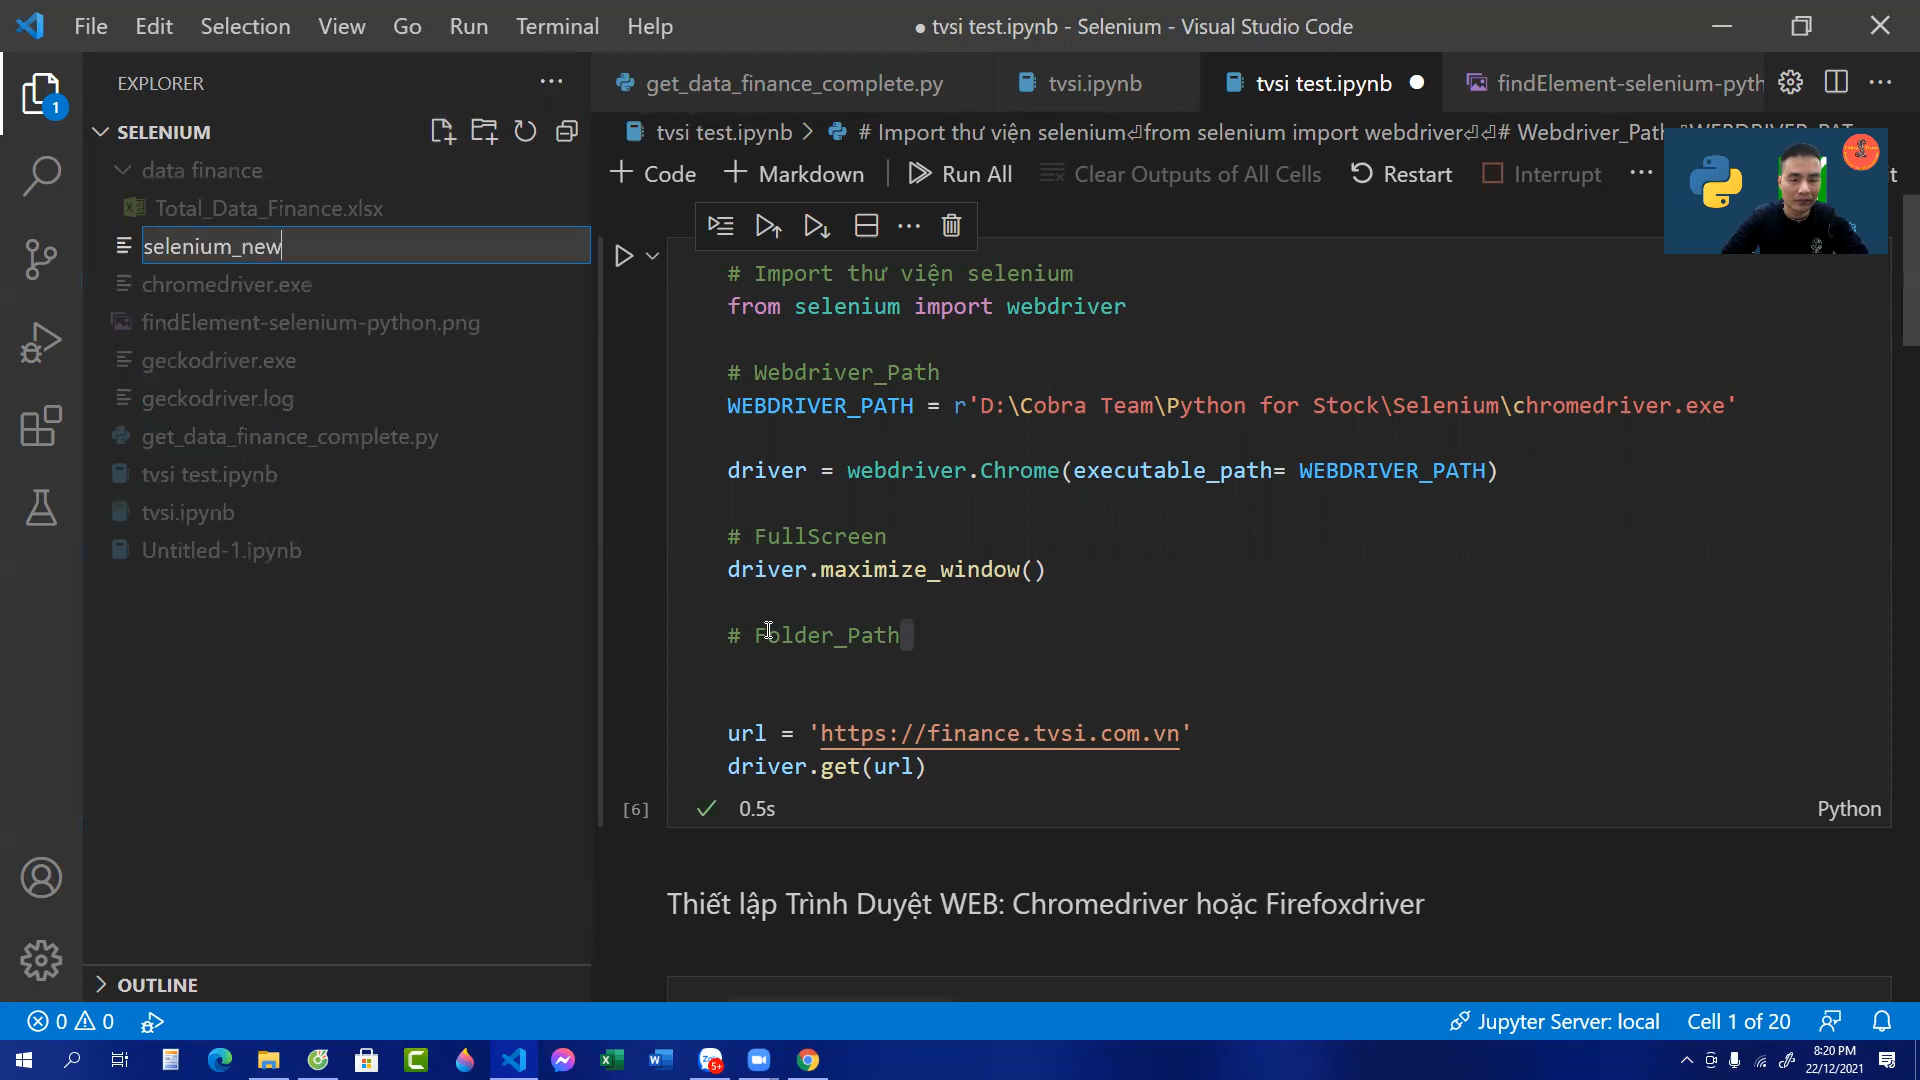 File Edit Selection View Go Run Terminal Help
● tvsi test.ipynb - Selenium - Visual Studio Code
EXPLORER
get_data_finance_complete.py
tvsi.ipynb
tvsi test.ipynb
findElement-selenium-pyth
1
SELENIUM
tvsi test.ipynb > # Import thư viện selenium⏎from selenium import webdriver⏎⏎# Webdriver_Path
+ Code + Markdown Run All Clear Outputs of All Cells Restart Interrupt
data finance
Total_Data_Finance.xlsx
selenium_new
chromedriver.exe
findElement-selenium-python.png
geckodriver.exe
geckodriver.log
get_data_finance_complete.py
tvsi test.ipynb
tvsi.ipynb
Untitled-1.ipynb
# Import thư viện selenium
from selenium import webdriver
# Webdriver_Path
WEBDRIVER_PATH = r'D:\Cobra Team\Python for Stock\Selenium\chromedriver.exe'
driver = webdriver.Chrome(executable_path= WEBDRIVER_PATH)
# FullScreen
driver.maximize_window()
# Folder_Path
url = 'https://finance.tvsi.com.vn'
driver.get(url)
[6] 0.5s
Python
Thiết lập Trình Duyệt WEB: Chromedriver hoặc Firefoxdriver
OUTLINE
0 0
Jupyter Server: local Cell 1 of 20
5+
8:20 PM
22/12/2021